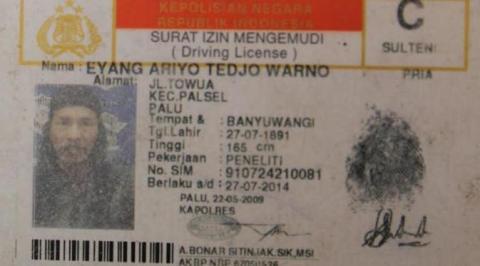 KEPOLISIAN NEGARA
REPUBLIK INDONESIA
C
SURAT IZIN MENGEMUDI
( Driving License )
SULTENI
Nama : EYANG ARIYO TEDJO WARNO
PRIA
Alamat : JL.TOWUA
KEC.PALSEL
PALU
Tempat & : BANYUWANGI
Tgl.Lahir : 27-07-1891
Tinggi : 165 cm
Pekerjaan : PENELITI
No. SIM : 910724210081
Berlaku s/d : 27-07-2014
PALU, 22-05-2009
KAPOLRES
A.BONAR SITINJAK,SIK,MSI
AKBP NRP